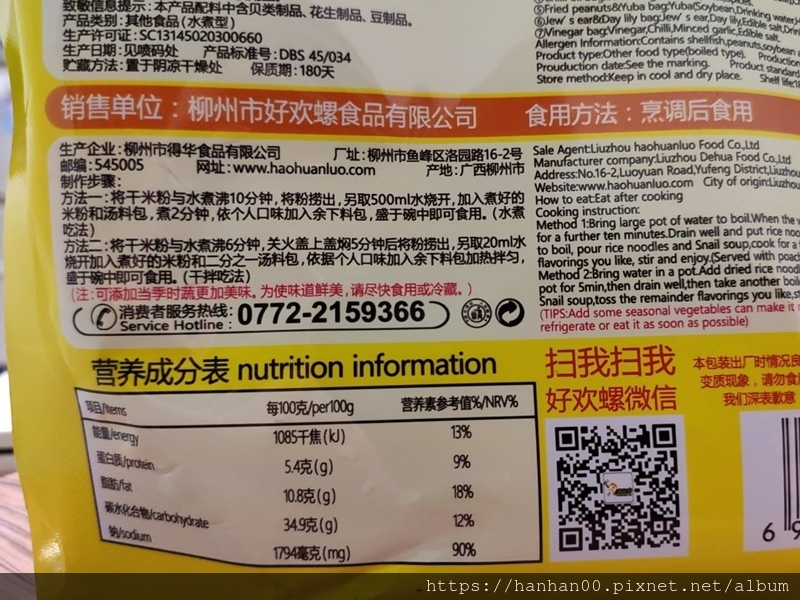 致敏信息提示:本产品配料中含贝类制品、花生制品、豆制品。
产品类别:其他食品(水煮型)
生产许可证:SC13145020300660
生产日期:见喷码处 产品标准号:DBS 45/034
贮藏方法:置于阴凉干燥处 保质期:180天
⑤Fried peanuts&Yuba bag:Yuba(Soybean,Drinking water,
⑥Jew's ear&Day lily bag:Jew's ear,Day lily,Edible salt,
⑦Vinegar bag:Vinegar,Chilli,Minced garlic,Edible salt.
Allergen Information:Contains shellfish,peanuts,soybean
Product type:Other food type(boiled type). Production
Prouduction date:See the marking. Product standard
Store method:Keep in cool and dry place. Shelf life:
销售单位:柳州市好欢螺食品有限公司 食用方法:烹调后食用
生产企业:柳州市得华食品有限公司 厂址:柳州市鱼峰区洛园路16-2号
邮编:545005 网址:www.haohuanluo.com 产地:广西柳州市
制作步骤:
方法一:将干米粉与水煮沸10分钟,将粉捞出,另取500ml水烧开,加入煮好的
米粉和汤料包,煮2分钟,依个人口味加入余下料包,盛于碗中即可食用。(水煮
吃法)
方法二:将干米粉与水煮沸6分钟,关火盖上盖焖5分钟后将粉捞出,另取20ml水
烧开加入煮好的米粉和二分之一汤料包,依据个人口味加入余下料包加热拌匀,
盛于碗中即可食用。(干拌吃法)
(注:可添加当季时蔬更加美味。为使味道鲜美,请尽快食用或冷藏。)
消费者服务热线:
Service Hotline:
0772-2159366
Sale Agent:Liuzhou haohuanluo Food Co.,Ltd
Manufacturer company:Liuzhou Dehua Food Co.,Ltd
Address:No.16-2,Luoyuan Road,Yufeng District,Liuzhou
Website:www.haohuanluo.com City of origin:Liuzhou
How to eat:Eat after cooking
Cooking instruction:
Method 1:Bring large pot of water to boil.When the
for a further ten minutes.Drain well and put rice
to boil, pour rice noodles and Snail soup,cook for a
flavorings you like, stir and enjoy.(Served with
Method 2:Bring water in a pot.Add dried rice
pot for 5min,then drain well,then take another
Snail soup,toss the remainder flavorings you like,
(TIPS:Add some seasonal vegetables can make it
refrigerate or eat it as soon as possible)
营养成分表 nutrition information
项目/Items 每100克/per100g 营养素参考值%/NRV%
能量/energy 1085千焦(kJ) 13%
蛋白质/protein 5.4克(g) 9%
脂肪/fat 10.8克(g) 18%
碳水化合物/carbohydrate 34.9克(g) 12%
钠/sodium 1794毫克(mg) 90%
扫我扫我
好欢螺微信
本包装出厂时情况良
变质现象,请勿食
我们深表歉意
6 9
https://hanhan00.pixnet.net/album